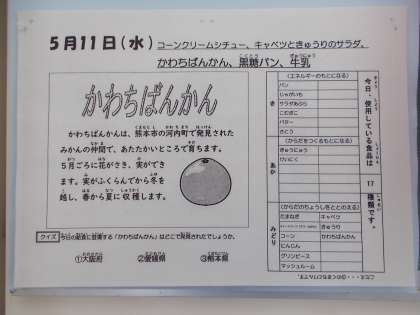 5月11日(水) コーンクリームシチュー、キャベツときゅうりのサラダ、
かわちばんかん、黒糖パン、牛乳
かわちばんかん
かわちばんかんは、熊本市の河内町で発見された
みかんの仲間で、あたたかいところで育ちます。
5月ごろに花がさき、実ができ
ます。実がふくらんでから冬を
越し、春から夏に収穫します。
クイズ 今日の給食に登場する「かわちばんかん」はどこで発見されたでしょうか。
①大阪府 ②愛媛県 ③熊本県
今日、使用している食品は
17
種類です。
き
(エネルギーのもとになる)
パン
じゃがいも
サラダあぶら
こむぎこ
バター
さとう
あか
(からだをつくるもとになる)
ぎゅうにゅう
けいにく
みどり
(からだのちょうしをととのえる)
たまねぎ キャベツ
きゅうり
コーン かわちばんかん
にんじん
グリンピース
マッシュルーム